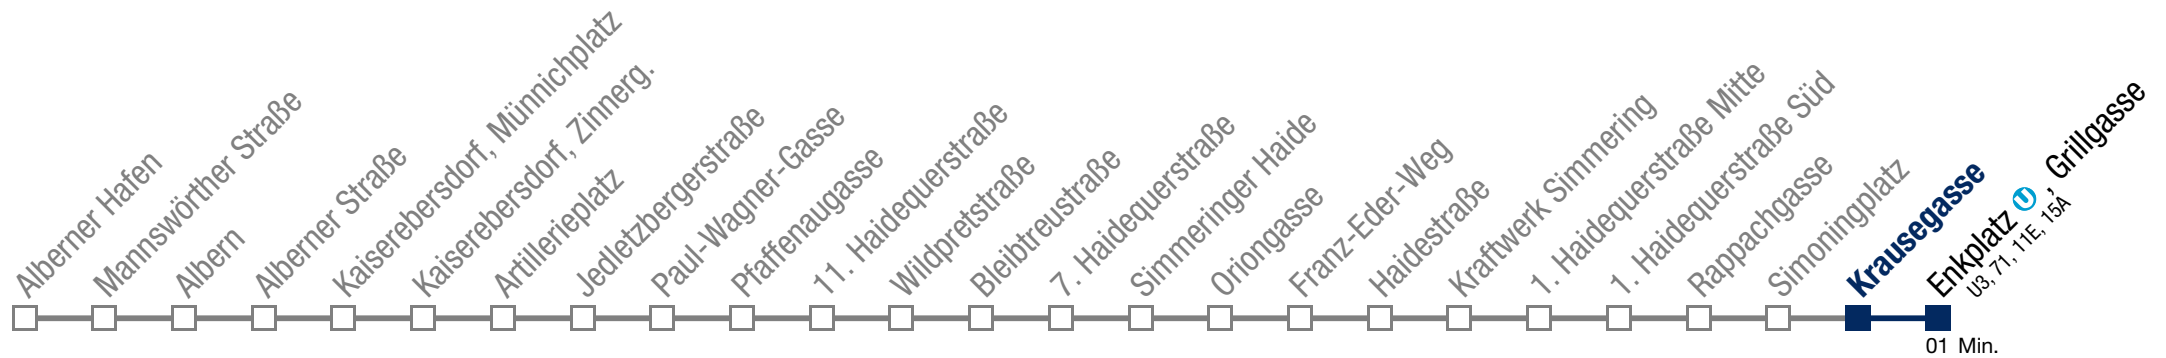 Alberner Hafen
Mannswörther Straße
Albern
Alberner Straße
Kaiserebersdorf, Münnichplatz
Kaiserebersdorf, Zinnerg.
Artillerieplatz
Jedletzbergerstraße
Paul-Wagner-Gasse
Pfaffenaugasse
11. Haidequerstraße
Wildpretstraße
Bleibtreustraße
7. Haidequerstraße
Simmeringer Haide
Oriongasse
Franz-Eder-Weg
Haidestraße
Kraftwerk Simmering
1. Haidequerstraße Mitte
1. Haidequerstraße Süd
Rappachgasse
Simoningplatz
Krausegasse
Enkplatz U, Grillgasse
U3, 71, 11E, 15A
01 Min.